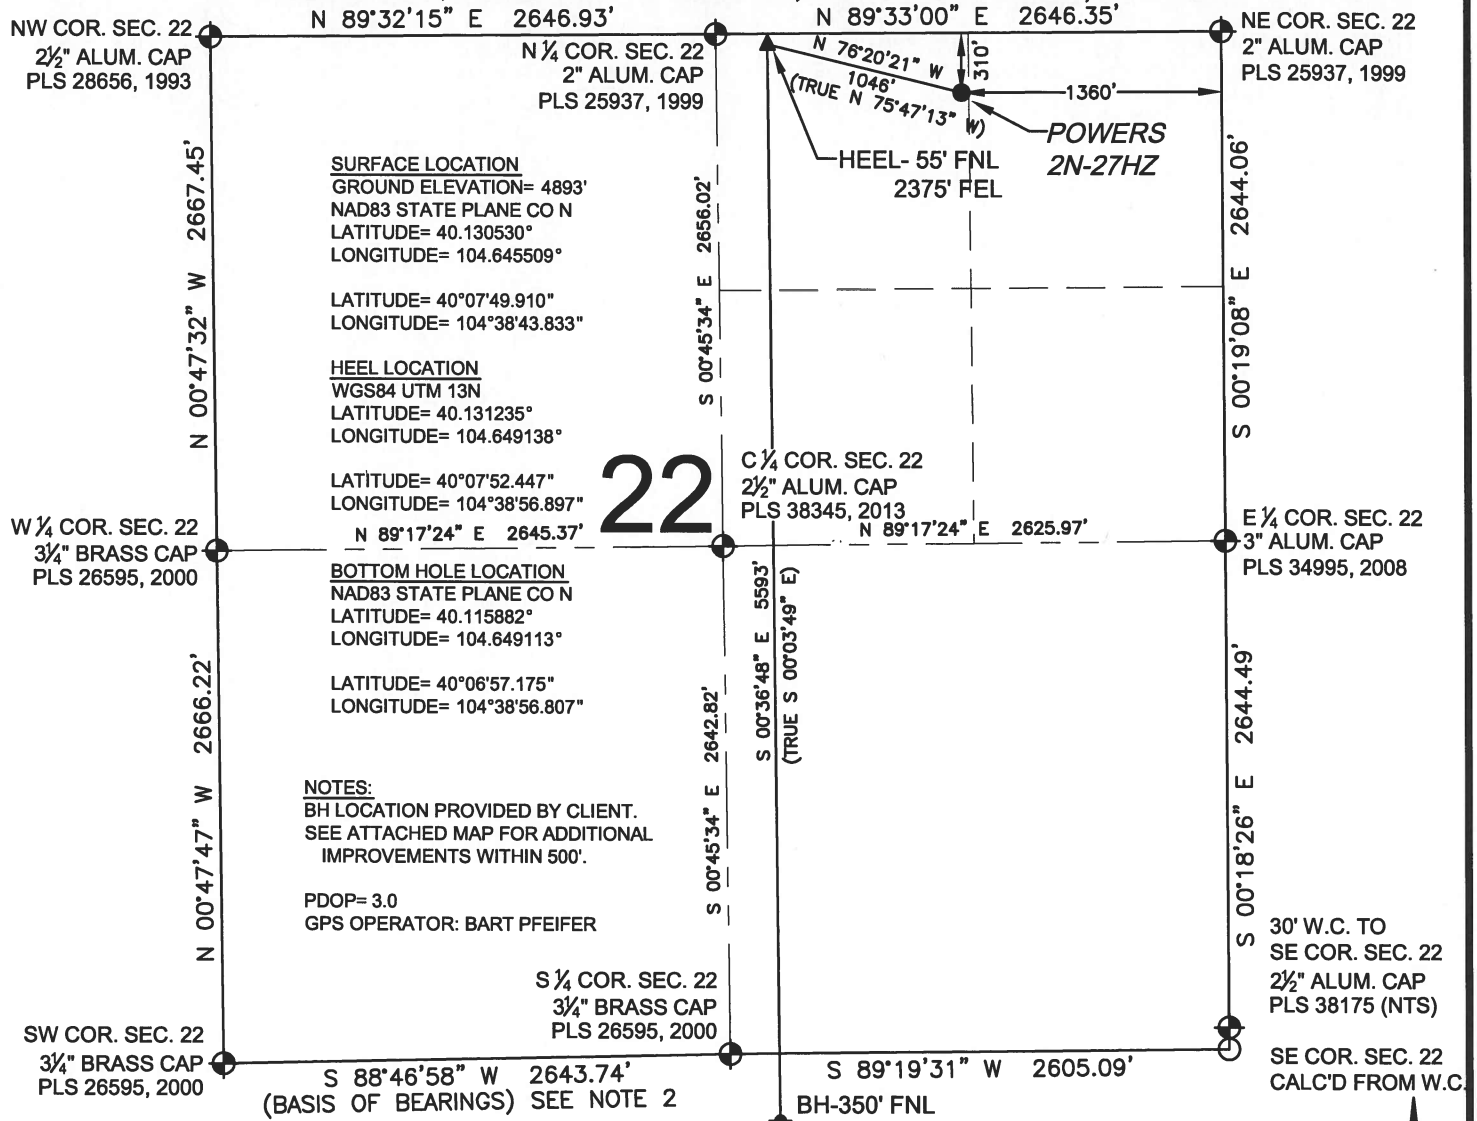 N 89°32'15" E 2646.93'
N 89°33'00" E 2646.35'
NW COR. SEC. 22
2½" ALUM. CAP
PLS 28656, 1993
N ¼ COR. SEC. 22
2" ALUM. CAP
PLS 25937, 1999
NE COR. SEC. 22
2" ALUM. CAP
PLS 25937, 1999
N 76°20'21" W
1046'
(TRUE N 75°47'13" W)
310'
1360'
POWERS
2N-27HZ
HEEL- 55' FNL
2375' FEL
N 00°47'32" W 2667.45'
SURFACE LOCATION
GROUND ELEVATION= 4893'
NAD83 STATE PLANE CO N
LATITUDE= 40.130530°
LONGITUDE= 104.645509°
LATITUDE= 40°07'49.910"
LONGITUDE= 104°38'43.833"
HEEL LOCATION
WGS84 UTM 13N
LATITUDE= 40.131235°
LONGITUDE= 104.649138°
LATITUDE= 40°07'52.447"
LONGITUDE= 104°38'56.897"
S 00°45'34" E 2656.02'
S 00°19'08" E 2644.06'
22
C ¼ COR. SEC. 22
2½" ALUM. CAP
PLS 38345, 2013
W ¼ COR. SEC. 22
3¼" BRASS CAP
PLS 26595, 2000
N 89°17'24" E 2645.37'
N 89°17'24" E 2625.97'
E ¼ COR. SEC. 22
3" ALUM. CAP
PLS 34995, 2008
BOTTOM HOLE LOCATION
NAD83 STATE PLANE CO N
LATITUDE= 40.115882°
LONGITUDE= 104.649113°
LATITUDE= 40°06'57.175"
LONGITUDE= 104°38'56.807"
S 00°36'48" E 5593'
(TRUE S 00°03'49" E)
N 00°47'47" W 2666.22'
S 00°45'34" E 2642.82'
S 00°18'26" E 2644.49'
NOTES:
BH LOCATION PROVIDED BY CLIENT.
SEE ATTACHED MAP FOR ADDITIONAL
IMPROVEMENTS WITHIN 500'.
PDOP= 3.0
GPS OPERATOR: BART PFEIFER
30' W.C. TO
SE COR. SEC. 22
2½" ALUM. CAP
PLS 38175 (NTS)
S ¼ COR. SEC. 22
3¼" BRASS CAP
PLS 26595, 2000
SW COR. SEC. 22
3¼" BRASS CAP
PLS 26595, 2000
S 88°46'58" W 2643.74'
(BASIS OF BEARINGS) SEE NOTE 2
S 89°19'31" W 2605.09'
SE COR. SEC. 22
CALC'D FROM W.C.
BH-350' FNL